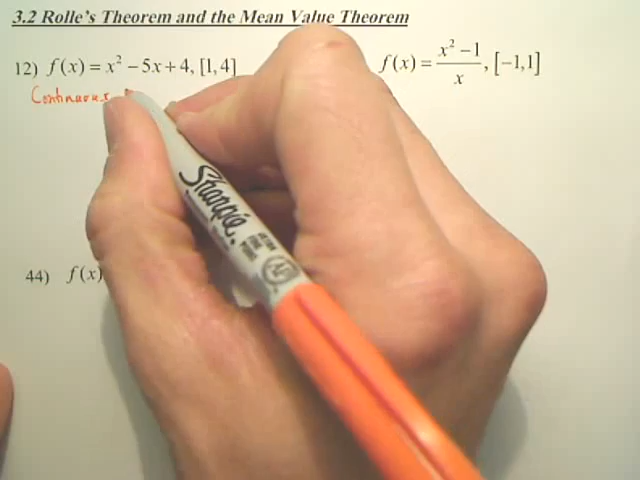 3.2 Rolle's Theorem and the Mean Value Theorem
12) f(x) = x² − 5x + 4, [1, 4]
f(x) = (x² − 1)/x, [−1, 1]
Continuous
Sharpie
44) f(x)